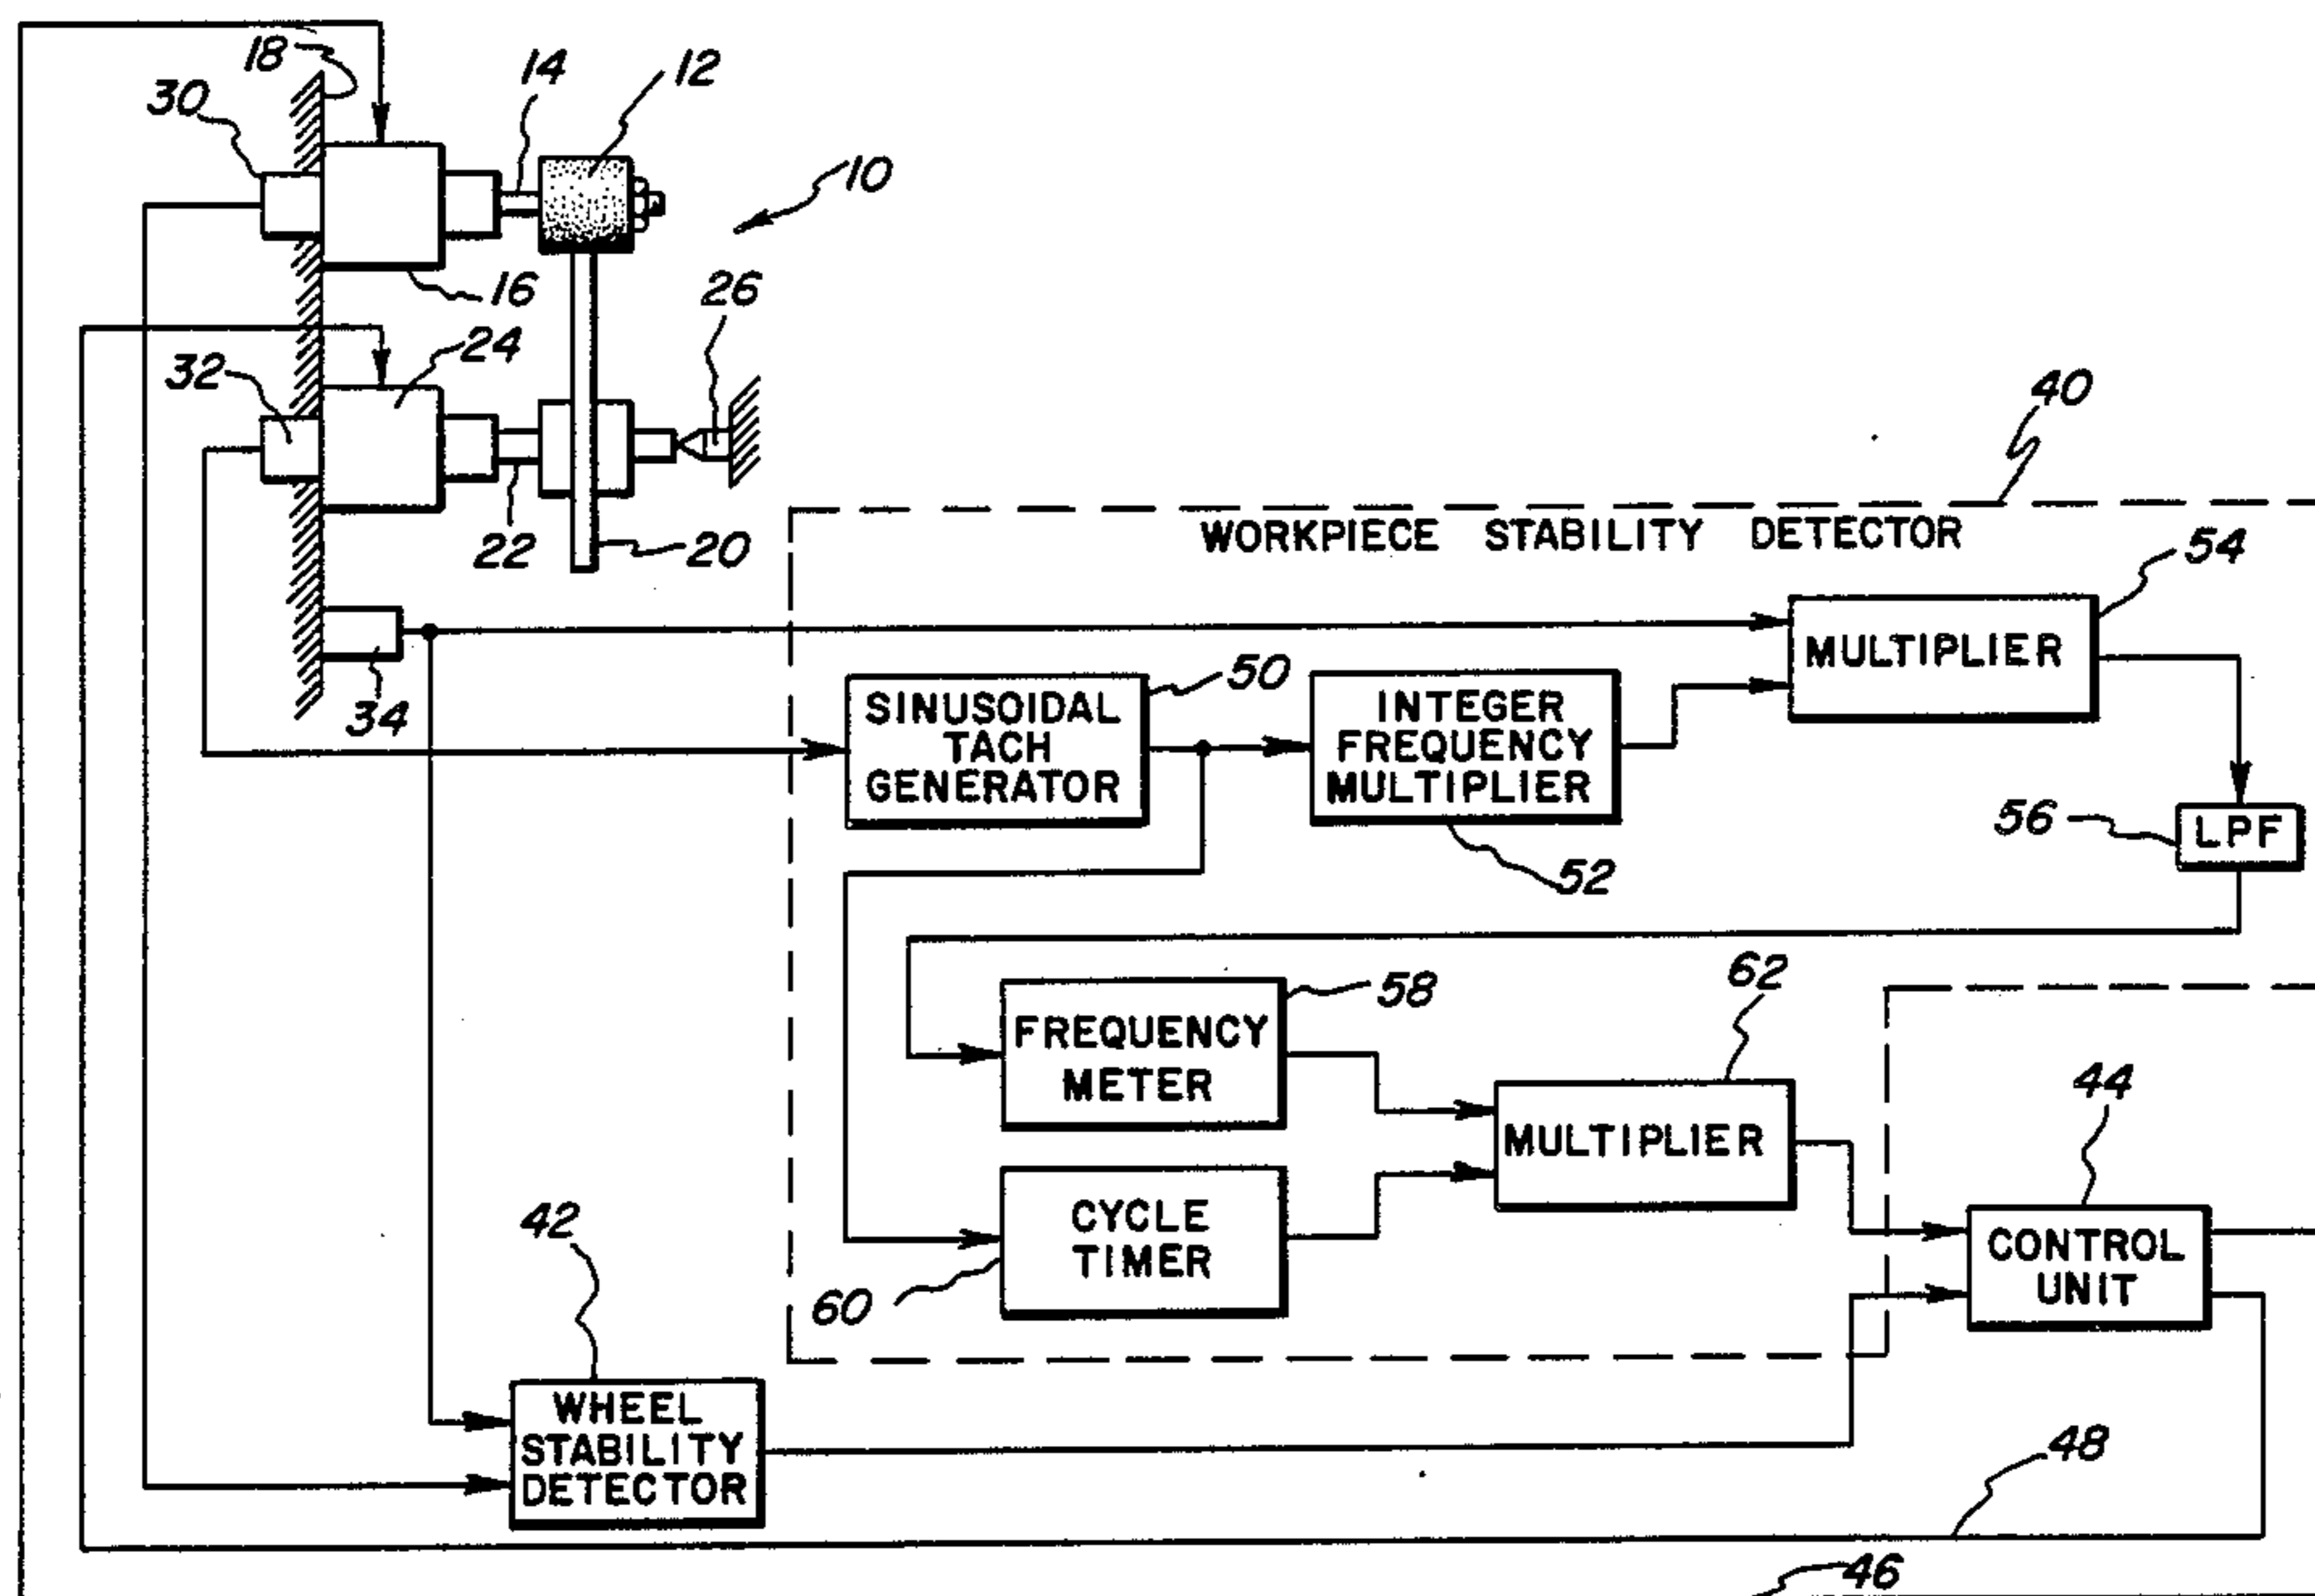 18
14
12
30
10
16
26
24
32
40
22
20
WORKPIECE STABILITY DETECTOR
54
MULTIPLIER
34
50
SINUSOIDAL
TACH
GENERATOR
INTEGER
FREQUENCY
MULTIPLIER
52
56
LPF
58
FREQUENCY
METER
62
MULTIPLIER
44
CYCLE
TIMER
60
CONTROL
UNIT
42
WHEEL
STABILITY
DETECTOR
48
46